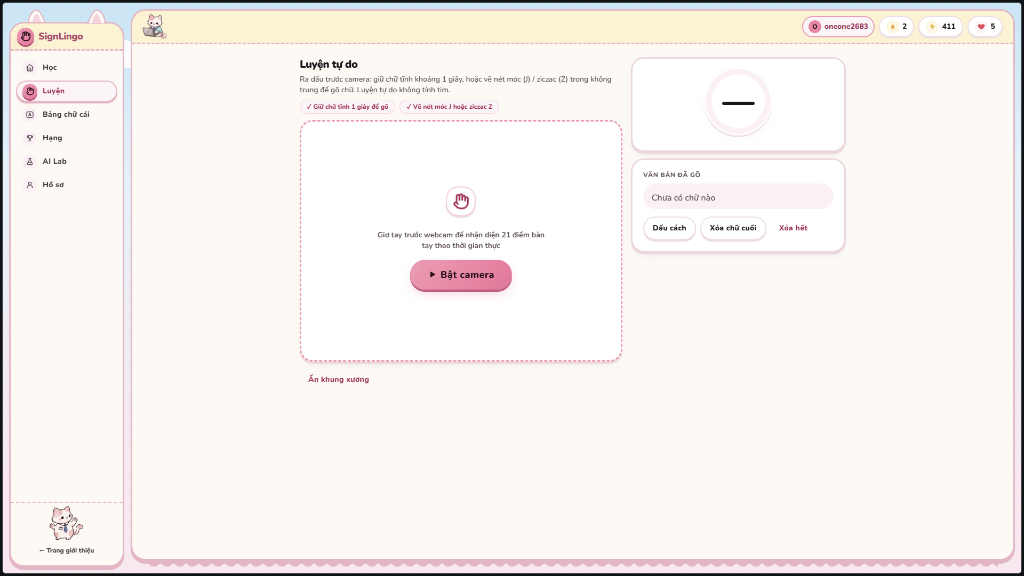 SignLingo
Học
Luyện
Bảng chữ cái
Hạng
AI Lab
Hồ sơ
← Trang giới thiệu
O oneone2683
2
411
5
Luyện tự do
Ra dấu trước camera: giữ chữ tĩnh khoảng 1 giây, hoặc vẽ nét móc (J) / ziczac (Z) trong không
trung để gõ chữ. Luyện tự do không tính tim.
✓ Giữ chữ tĩnh 1 giây để gõ
✓ Vẽ nét móc J hoặc ziczac Z
Giơ tay trước webcam để nhận diện 21 điểm bàn
tay theo thời gian thực
Bật camera
Ẩn khung xương
—
VĂN BẢN ĐÃ GÕ
Chưa có chữ nào
Dấu cách
Xóa chữ cuối
Xóa hết